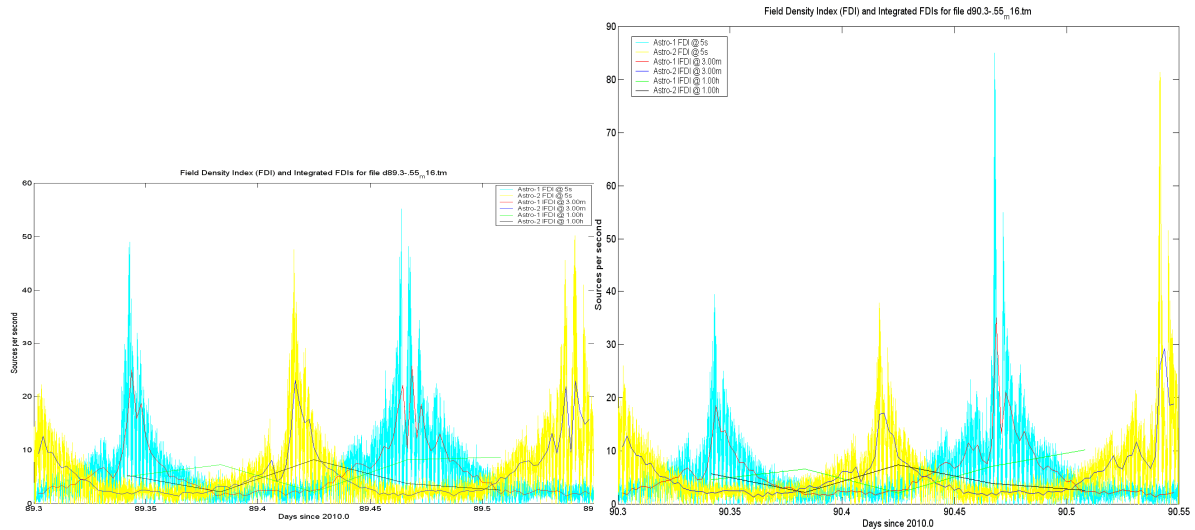 Field Density Index (FDI) and Integrated FDIs for file d89.3-.55m16.tm
60
50
40
30
20
10
0
Sources per second
Astro-1 FDI @ 5s
Astro-2 FDI @ 5s
Astro-1 IFDI @ 3.00m
Astro-2 IFDI @ 3.00m
Astro-1 IFDI @ 1.00h
Astro-2 IFDI @ 1.00h
89.3
89.35
89.4
89.45
89.5
89
Days since 2010.0
Field Density Index (FDI) and Integrated FDIs for file d90.3-.55m16.tm
90
80
70
60
50
40
30
20
10
0
Sources per second
Astro-1 FDI @ 5s
Astro-2 FDI @ 5s
Astro-1 IFDI @ 3.00m
Astro-2 IFDI @ 3.00m
Astro-1 IFDI @ 1.00h
Astro-2 IFDI @ 1.00h
90.3
90.35
90.4
90.45
90.5
90.55
Days since 2010.0